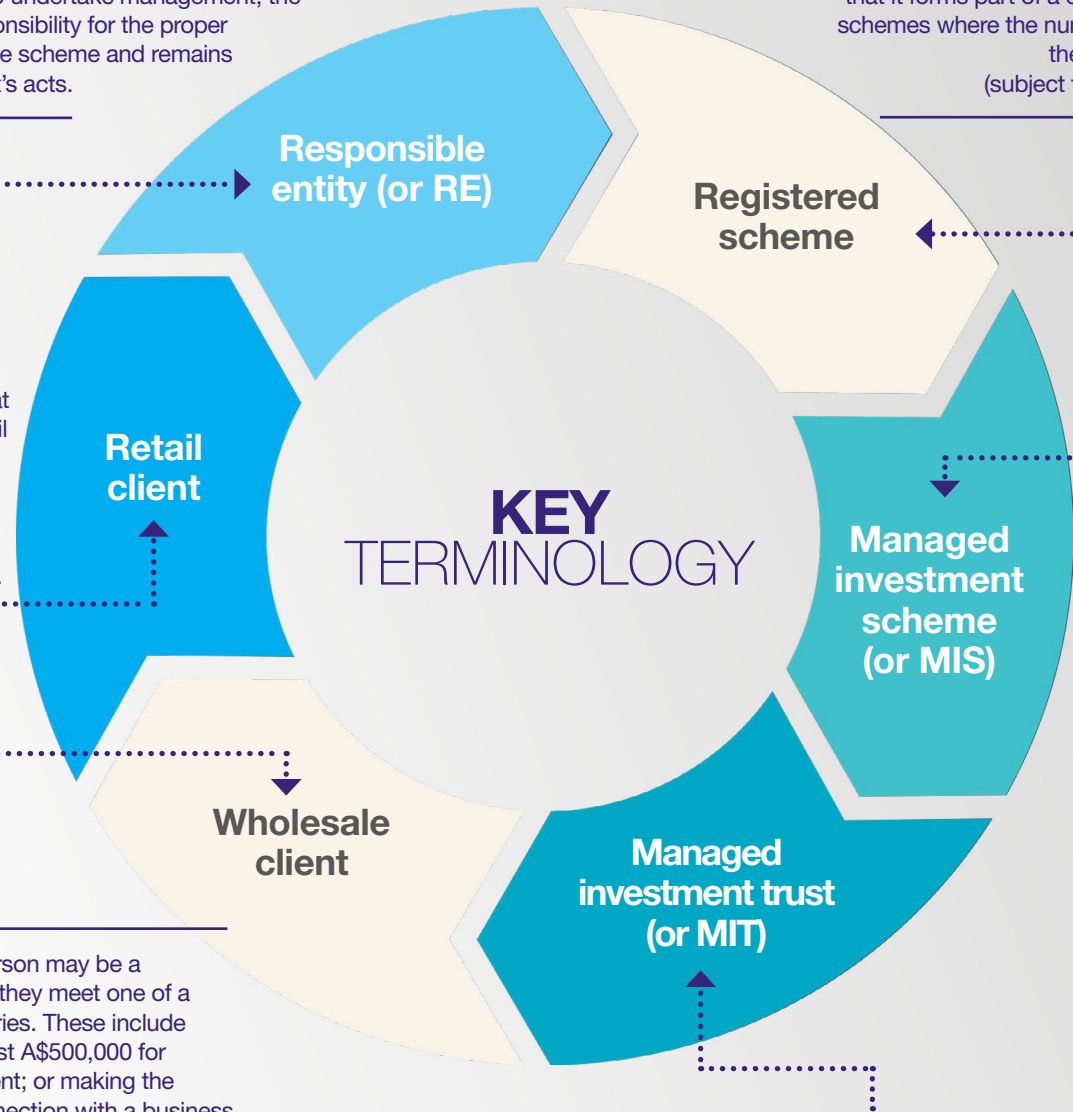 undertake management, the
onsibility for the proper
e scheme and remains
t's acts.
that it forms part of a
schemes where the
the
(subject
Responsible
entity (or RE)
Registered
scheme
Retail
client
KEY
TERMINOLOGY
Managed
investment
scheme
(or MIS)
Wholesale
client
Managed
investment trust
(or MIT)
rson may be a
they meet one of a
ries. These include
st A$500,000 for
ent; or making the
nection with a business